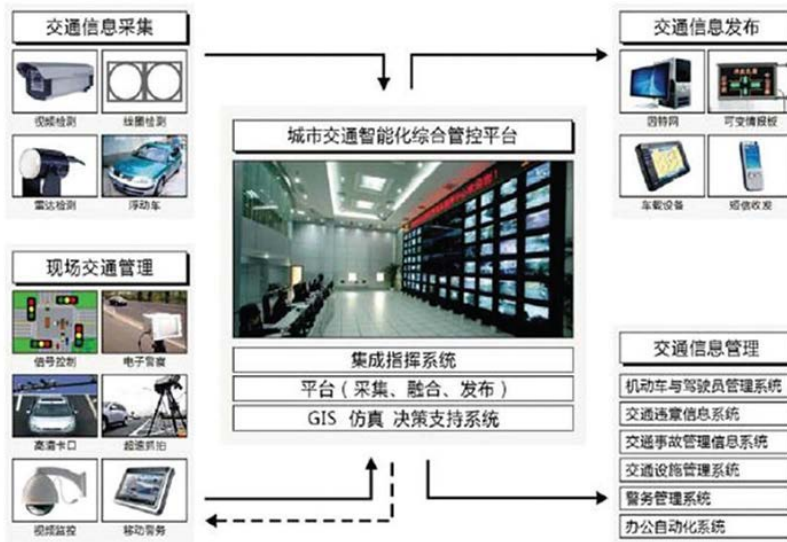 交通信息采集
视频检测
线圈检测
雷达检测
浮动车
现场交通管理
信号控制
电子警察
高清卡口
超速抓拍
视频监控
移动警务
城市交通智能化综合管控平台
集成指挥系统
平台（采集、融合、发布）
GIS 仿真 决策支持系统
交通信息发布
因特网
可变情报板
车载设备
短信收发
交通信息管理
机动车与驾驶员管理系统
交通违章信息系统
交通事故管理信息系统
交通设施管理系统
警务管理系统
办公自动化系统